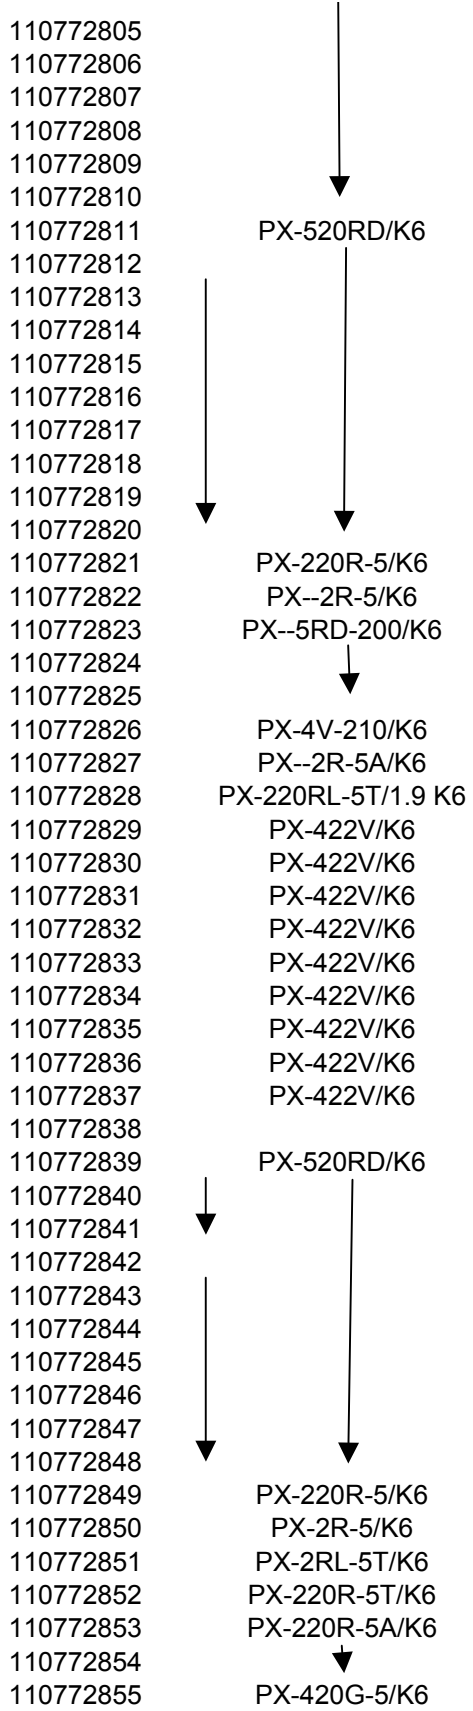 110772805
110772806
110772807
110772808
110772809
110772810
110772811 PX-520RD/K6
110772812
110772813
110772814
110772815
110772816
110772817
110772818
110772819
110772820
110772821 PX-220R-5/K6
110772822 PX--2R-5/K6
110772823 PX--5RD-200/K6
110772824
110772825
110772826 PX-4V-210/K6
110772827 PX--2R-5A/K6
110772828 PX-220RL-5T/1.9 K6
110772829 PX-422V/K6
110772830 PX-422V/K6
110772831 PX-422V/K6
110772832 PX-422V/K6
110772833 PX-422V/K6
110772834 PX-422V/K6
110772835 PX-422V/K6
110772836 PX-422V/K6
110772837 PX-422V/K6
110772838
110772839 PX-520RD/K6
110772840
110772841
110772842
110772843
110772844
110772845
110772846
110772847
110772848
110772849 PX-220R-5/K6
110772850 PX-2R-5/K6
110772851 PX-2RL-5T/K6
110772852 PX-220R-5T/K6
110772853 PX-220R-5A/K6
110772854
110772855 PX-420G-5/K6